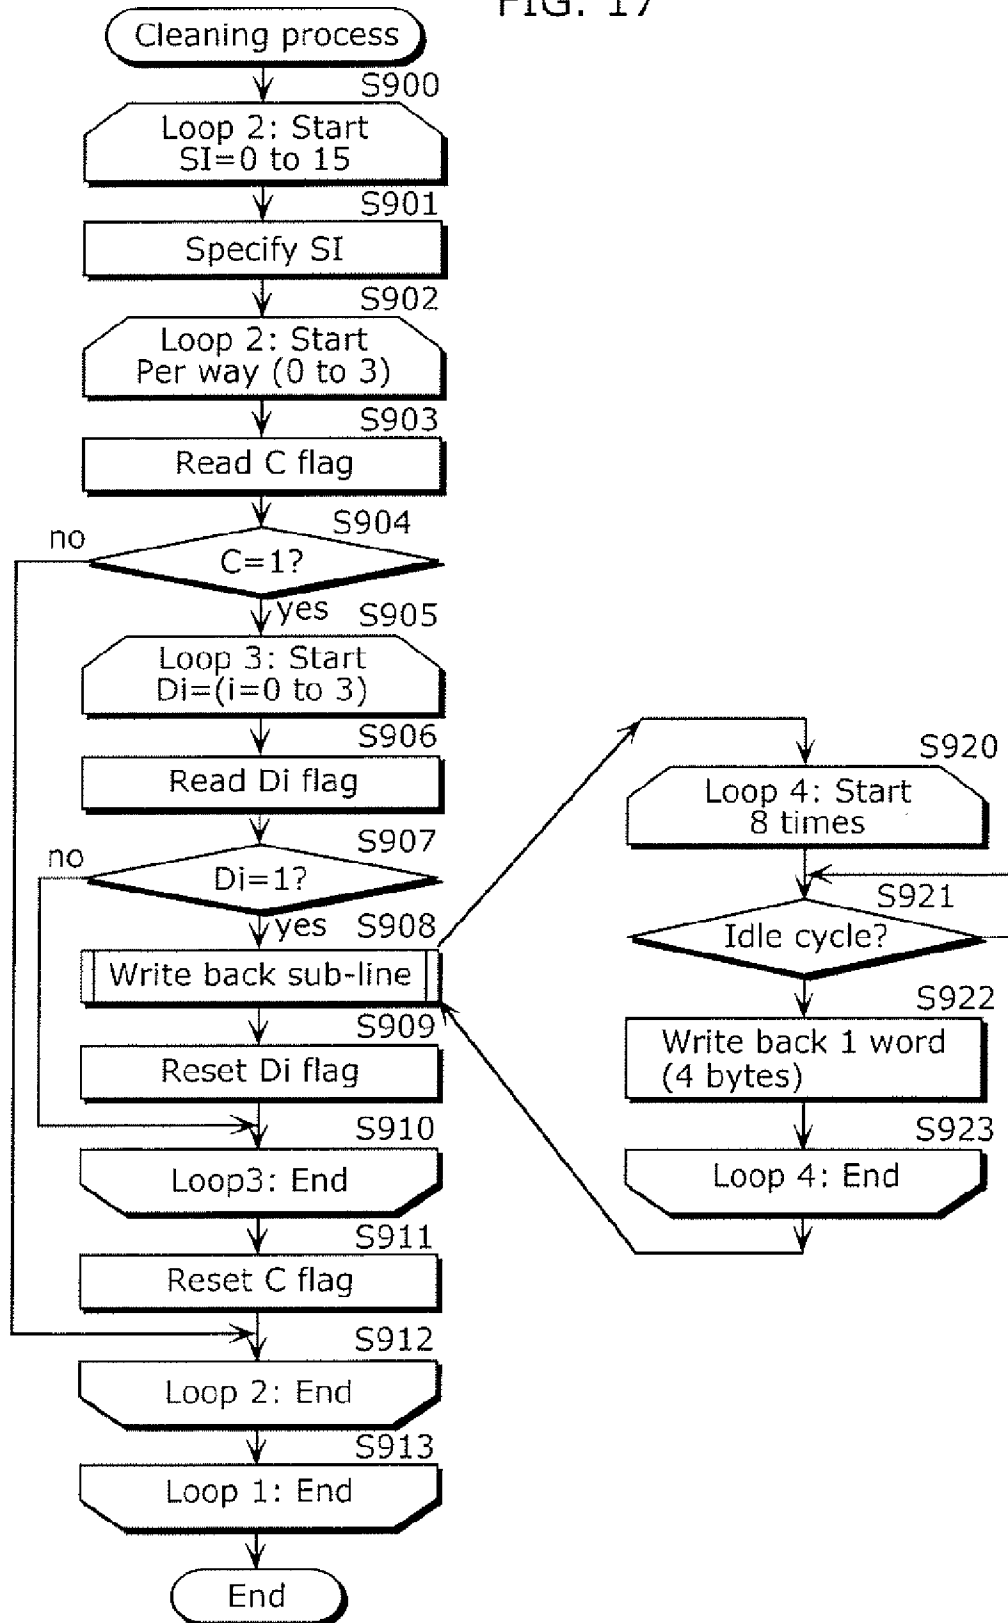 FIG. 17
Cleaning process
S900
Loop 2: Start
SI=0 to 15
S901
Specify SI
S902
Loop 2: Start
Per way (0 to 3)
S903
Read C flag
S904
no
C=1?
yes
S905
Loop 3: Start
Di=(i=0 to 3)
S906
Read Di flag
S907
no
Di=1?
yes
S908
Write back sub-line
S909
Reset Di flag
S910
Loop3: End
S911
Reset C flag
S912
Loop 2: End
S913
Loop 1: End
End
S920
Loop 4: Start
8 times
S921
Idle cycle?
S922
Write back 1 word
(4 bytes)
S923
Loop 4: End